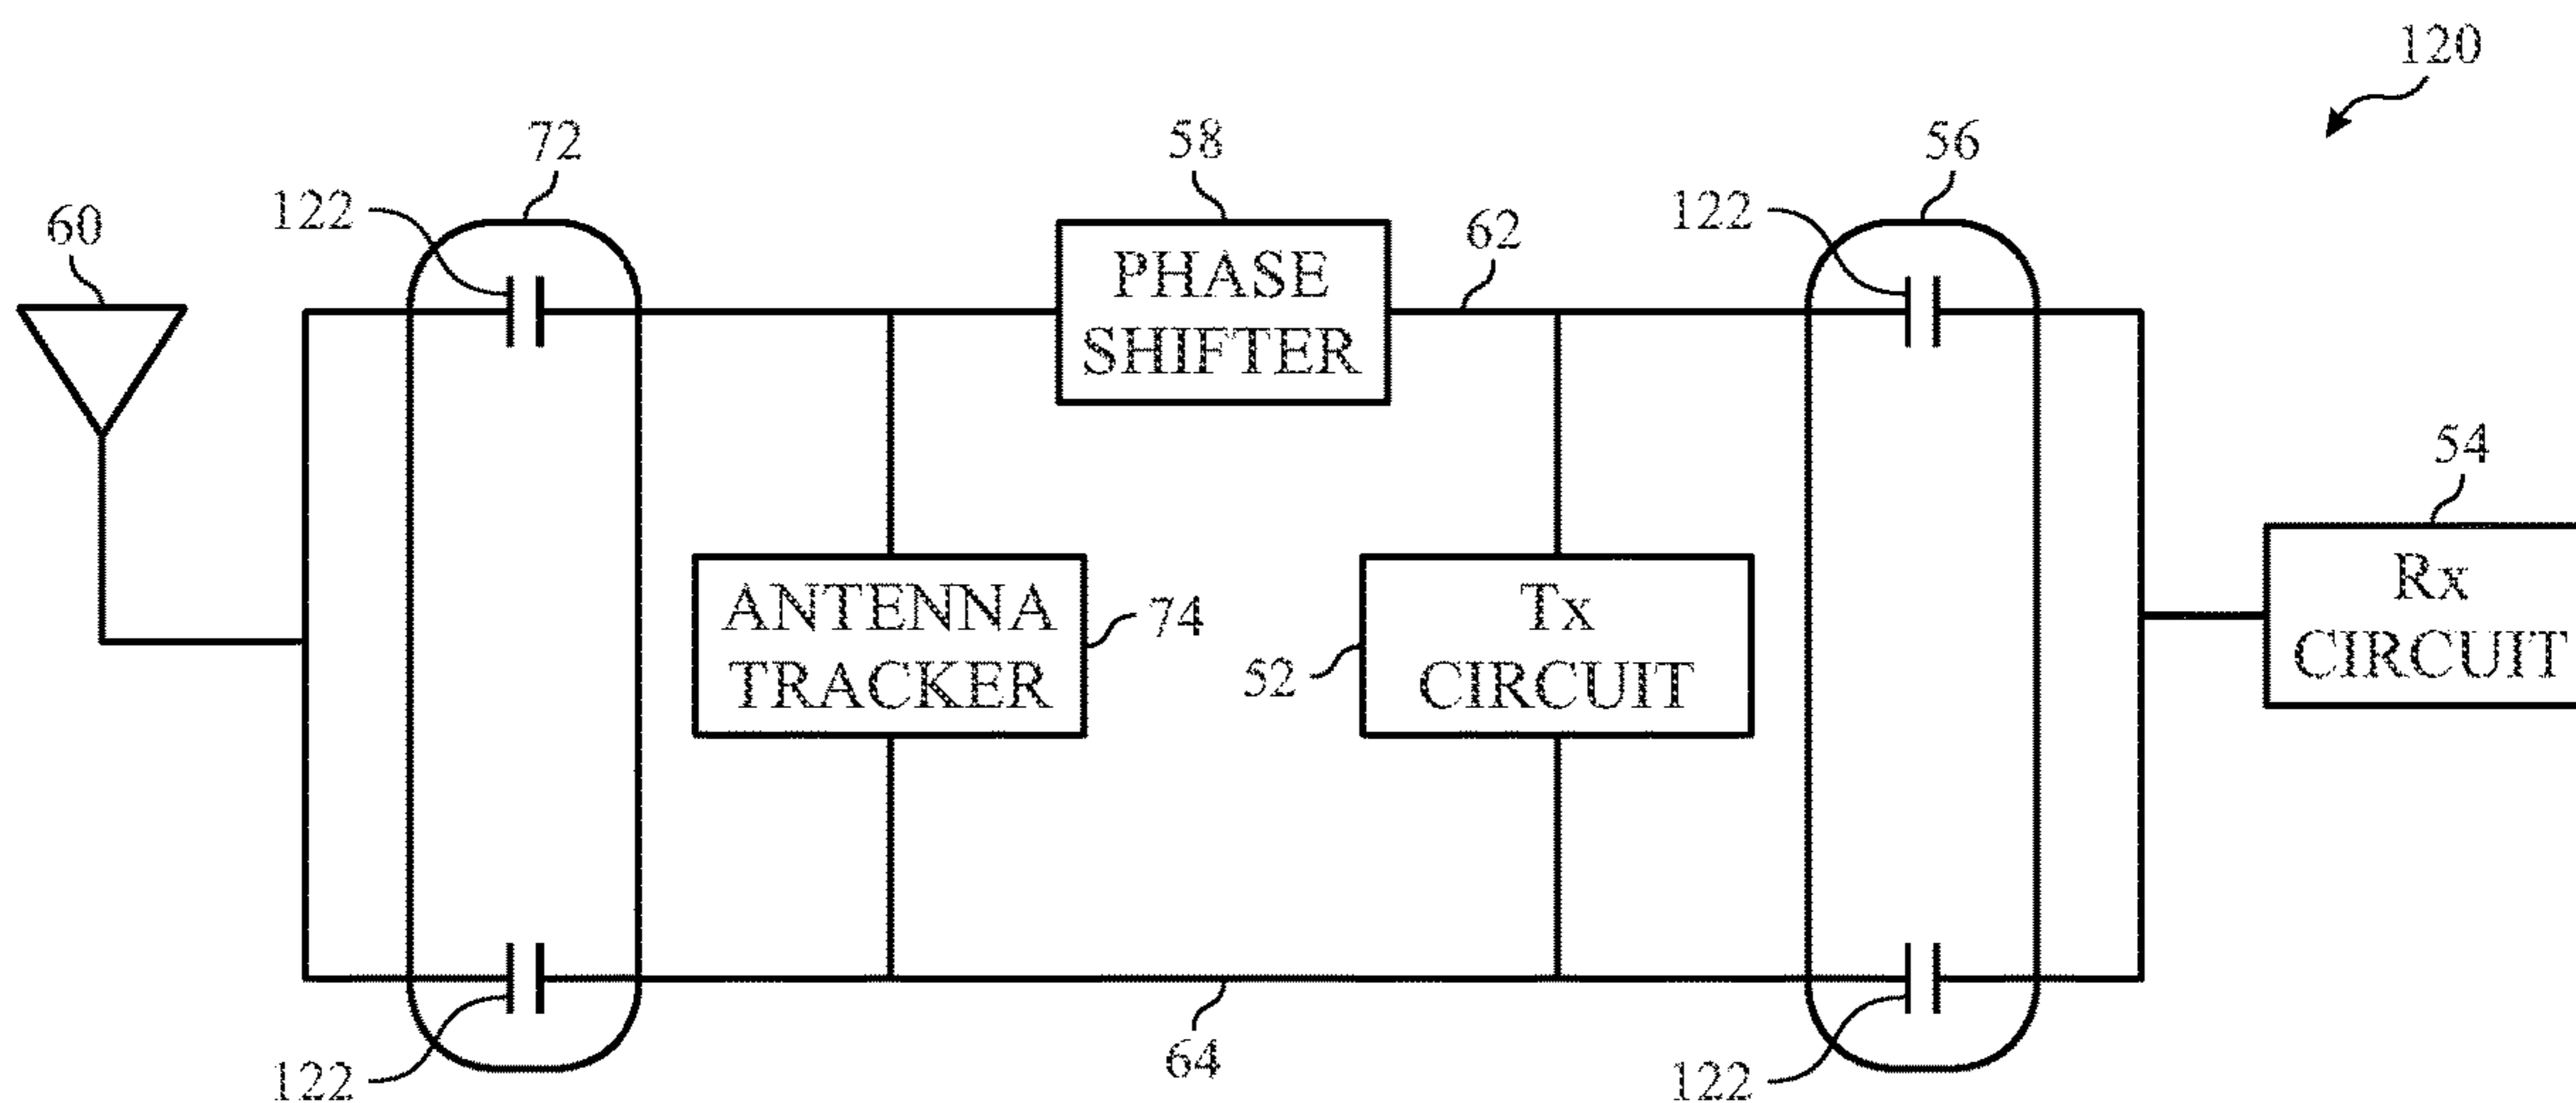 120
72
58
56
122
122
60
62
PHASE
SHIFTER
54
ANTENNA
TRACKER
74
Tx
CIRCUIT
52
Rx
CIRCUIT
64
122
122